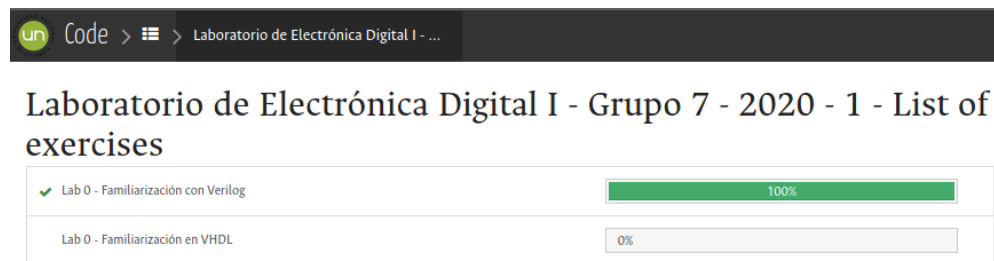 un Code > > Laboratorio de Electrónica Digital I - ...
Laboratorio de Electrónica Digital I - Grupo 7 - 2020 - 1 - List of
exercises
Lab 0 - Familiarización con Verilog 100%
Lab 0 - Familiarización en VHDL 0%